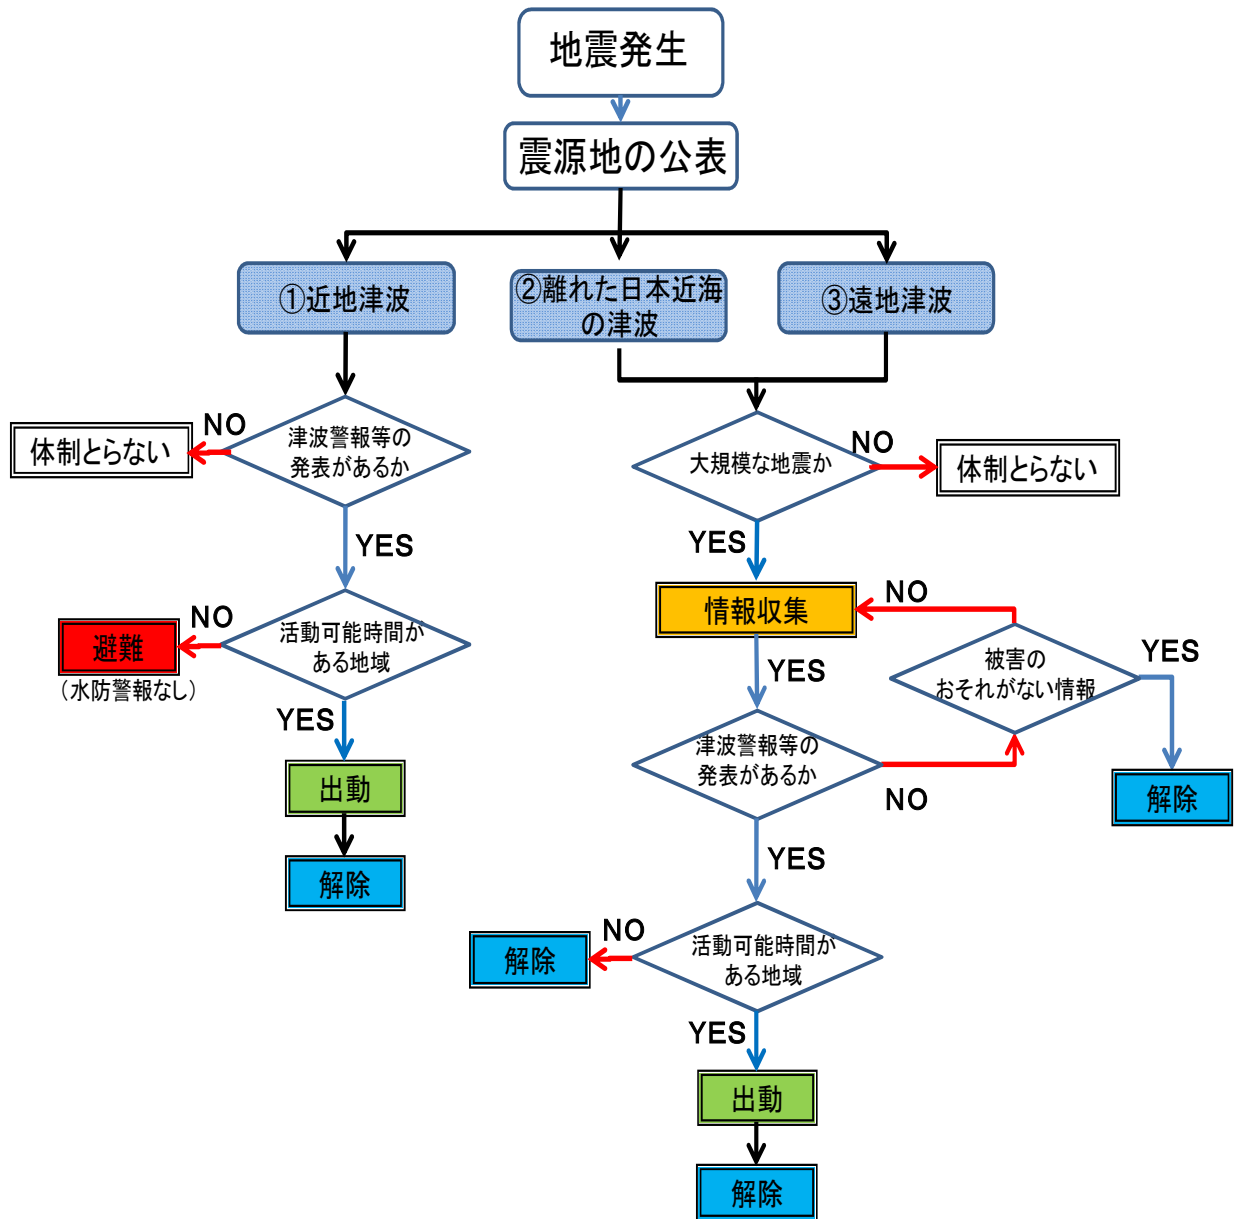 地震発生
震源地の公表
①近地津波
②離れた日本近海
の津波
③遠地津波
津波警報等の
発表があるか
NO
体制とらない
YES
活動可能時間が
ある地域
NO
避難
（水防警報なし）
YES
出動
解除
大規模な地震か
NO
体制とらない
YES
情報収集
YES
津波警報等の
発表があるか
NO
被害の
おそれがない情報
NO
YES
解除
YES
活動可能時間が
ある地域
NO
解除
YES
出動
解除